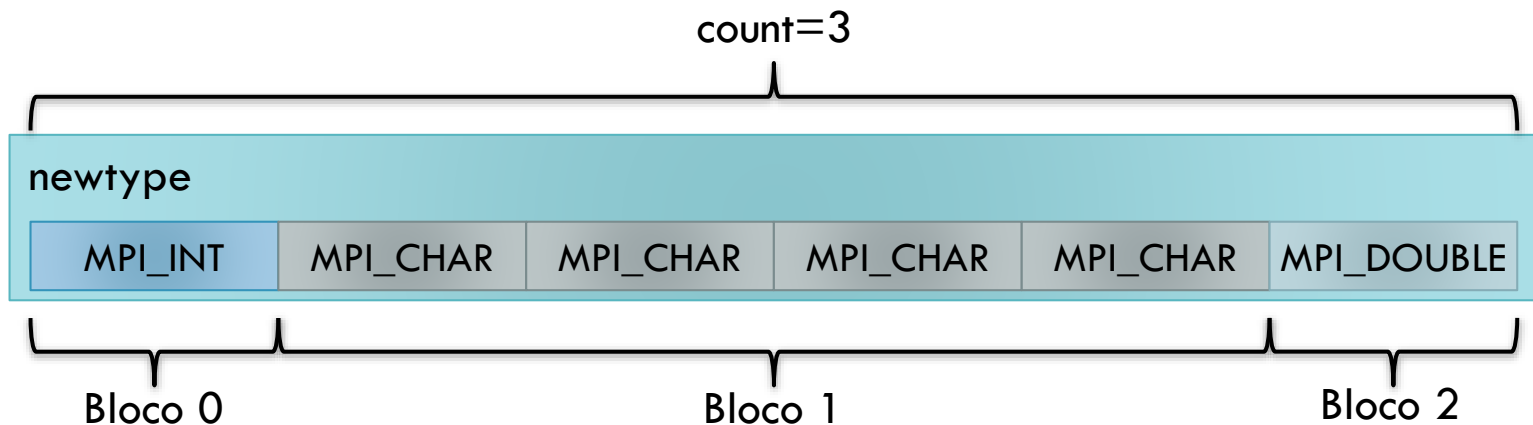 count=3
newtype
MPI_INT MPI_CHAR MPI_CHAR MPI_CHAR MPI_CHAR MPI_DOUBLE
Bloco 0 Bloco 1 Bloco 2